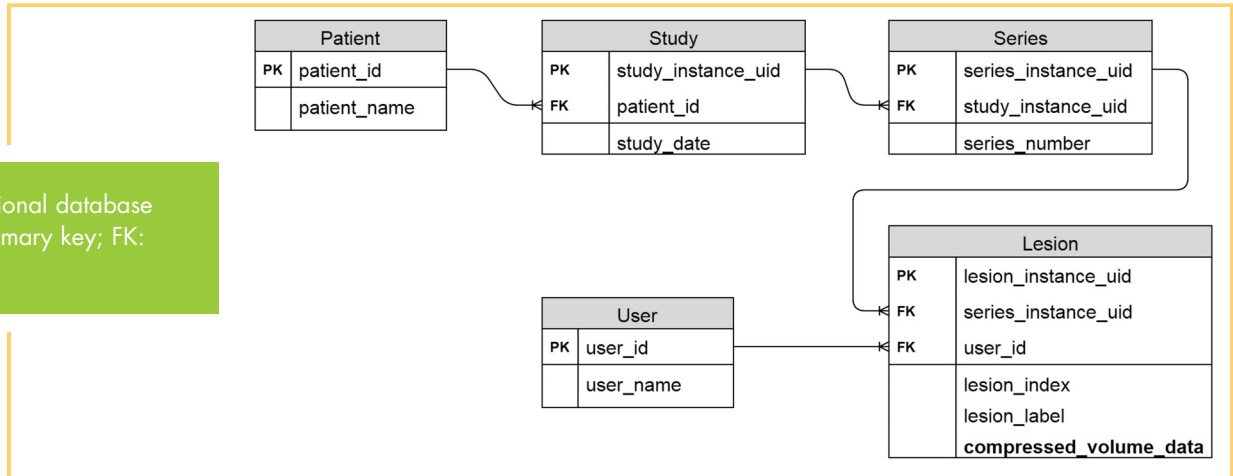 Patient
PK patient_id
patient_name
Study
PK study_instance_uid
FK patient_id
study_date
Series
PK series_instance_uid
FK study_instance_uid
series_number
ional database
mary key; FK:
User
PK user_id
user_name
Lesion
PK lesion_instance_uid
FK series_instance_uid
FK user_id
lesion_index
lesion_label
compressed_volume_data